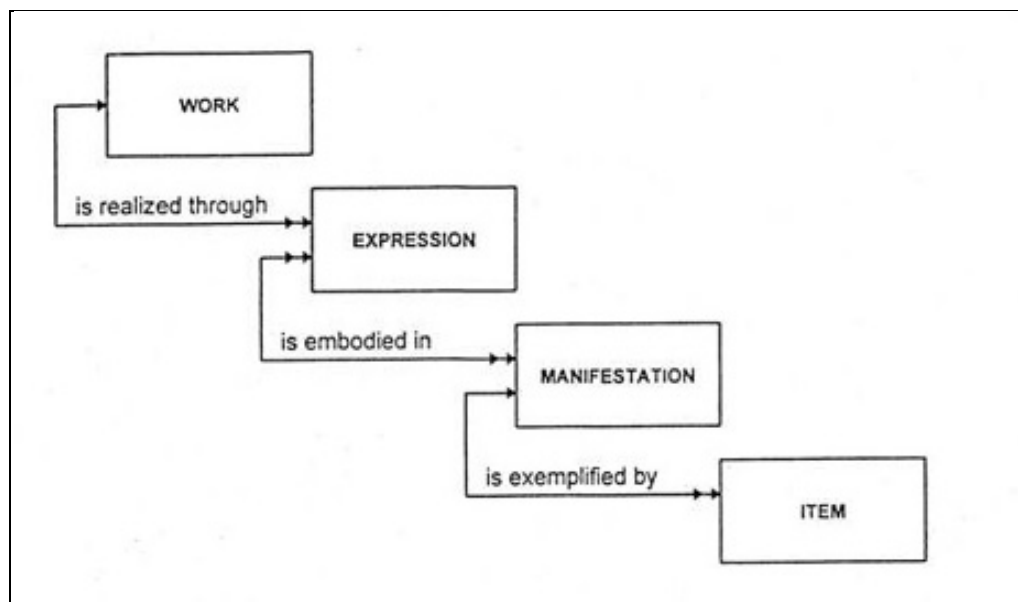 WORK
is realized through
EXPRESSION
is embodied in
MANIFESTATION
is exemplified by
ITEM